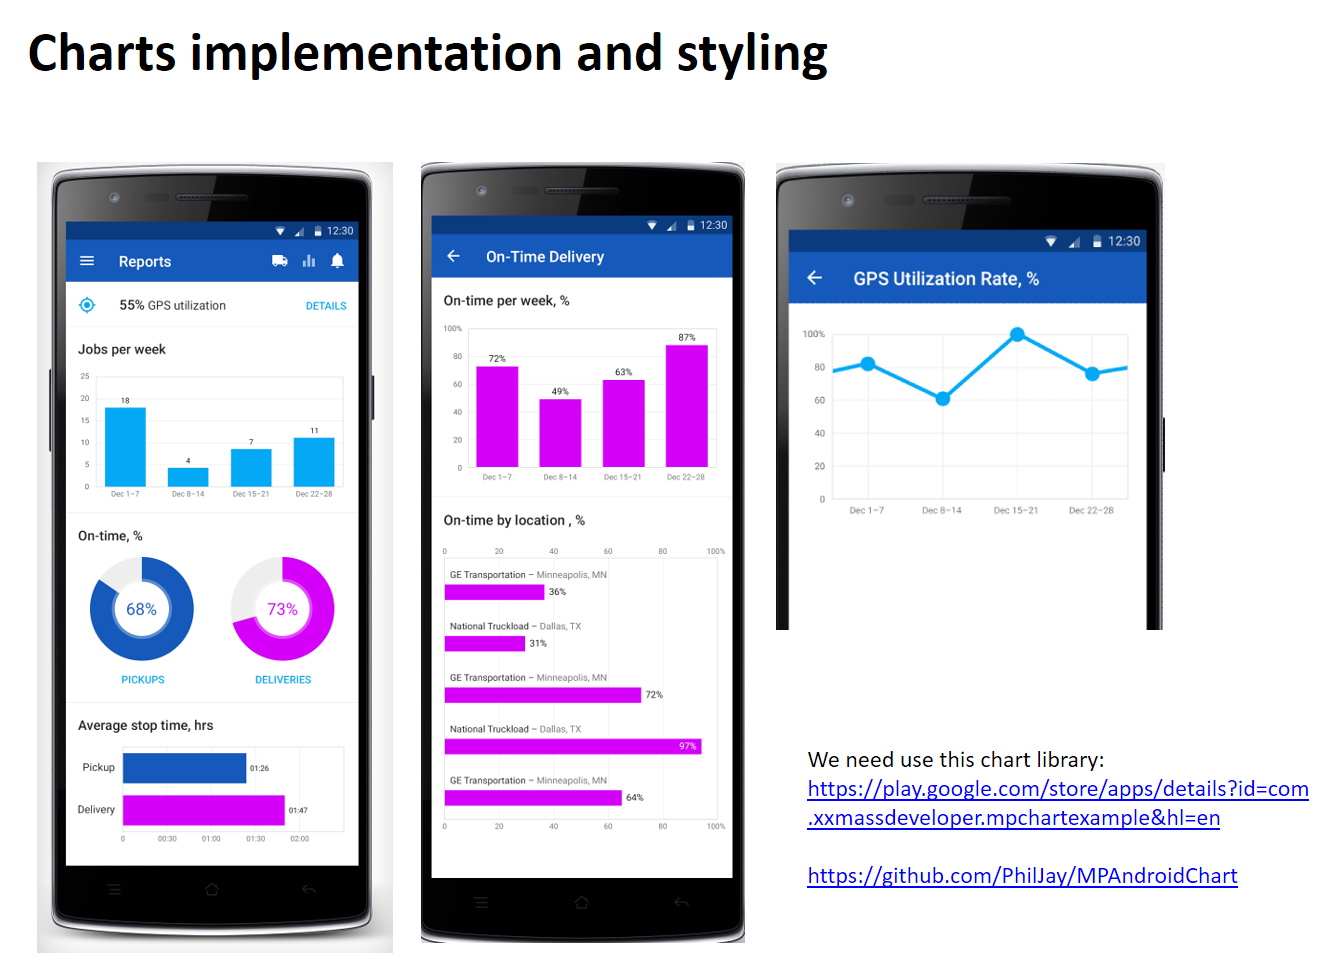 Charts implementation and styling
12:30
Reports
55% GPS utilization DETAILS
Jobs per week
25
20
15
10
5
0
18
4
7
11
Dec 1–7 Dec 8–14 Dec 15–21 Dec 22–28
On-time, %
68% 73%
PICKUPS DELIVERIES
Average stop time, hrs
Pickup 01:26
Delivery 01:47
0 00:30 01:00 01:30 02:00
12:30
On-Time Delivery
On-time per week, %
100%
80
60
40
20
0
72%
49%
63%
87%
Dec 1–7 Dec 8–14 Dec 15–21 Dec 22–28
On-time by location , %
0 20 40 60 80 100%
GE Transportation – Minneapolis, MN
36%
National Truckload – Dallas, TX
31%
GE Transportation – Minneapolis, MN
72%
National Truckload – Dallas, TX
97%
GE Transportation – Minneapolis, MN
64%
0 20 40 60 80 100%
12:30
GPS Utilization Rate, %
100%
80
60
40
20
0
Dec 1–7 Dec 8–14 Dec 15–21 Dec 22–28
We need use this chart library:
https://play.google.com/store/apps/details?id=com
.xxmassdeveloper.mpchartexample&hl=en
https://github.com/PhilJay/MPAndroidChart